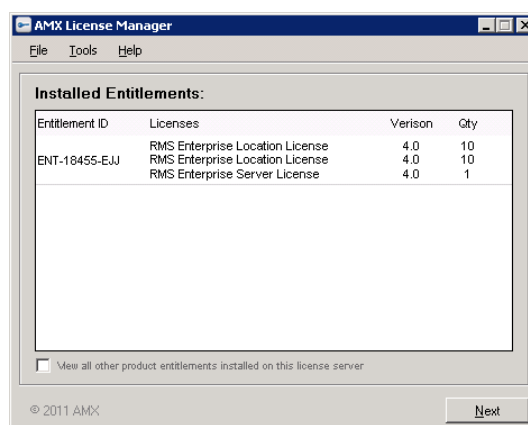 AMX License Manager
File Tools Help
Installed Entitlements:
Entitlement ID Licenses Verison Qty
RMS Enterprise Location License 4.0 10
ENT-18455-EJJ RMS Enterprise Location License 4.0 10
RMS Enterprise Server License 4.0 1
View all other product entitlements installed on this license server
© 2011 AMX Next